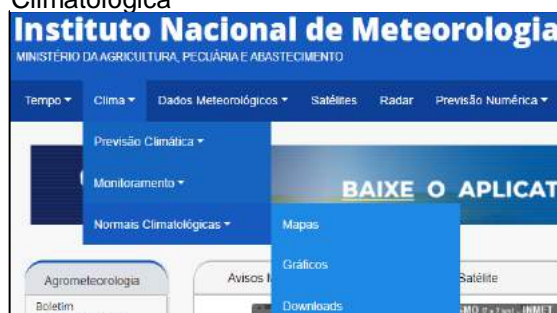 Climatológica
Instituto Nacional de Meteorologia
MINISTÉRIO DA AGRICULTURA, PECUÁRIA E ABASTECIMENTO
Tempo Clima Dados Meteorológicos Satélites Radar Previsão Numérica
Previsão Climática
Monitoramento
BAIXE O APLICAT
Normais Climatológicas
Mapas
Gráficos
Agrometeorologia
Avisos
Satélite
Boletim
Downloads
INMET